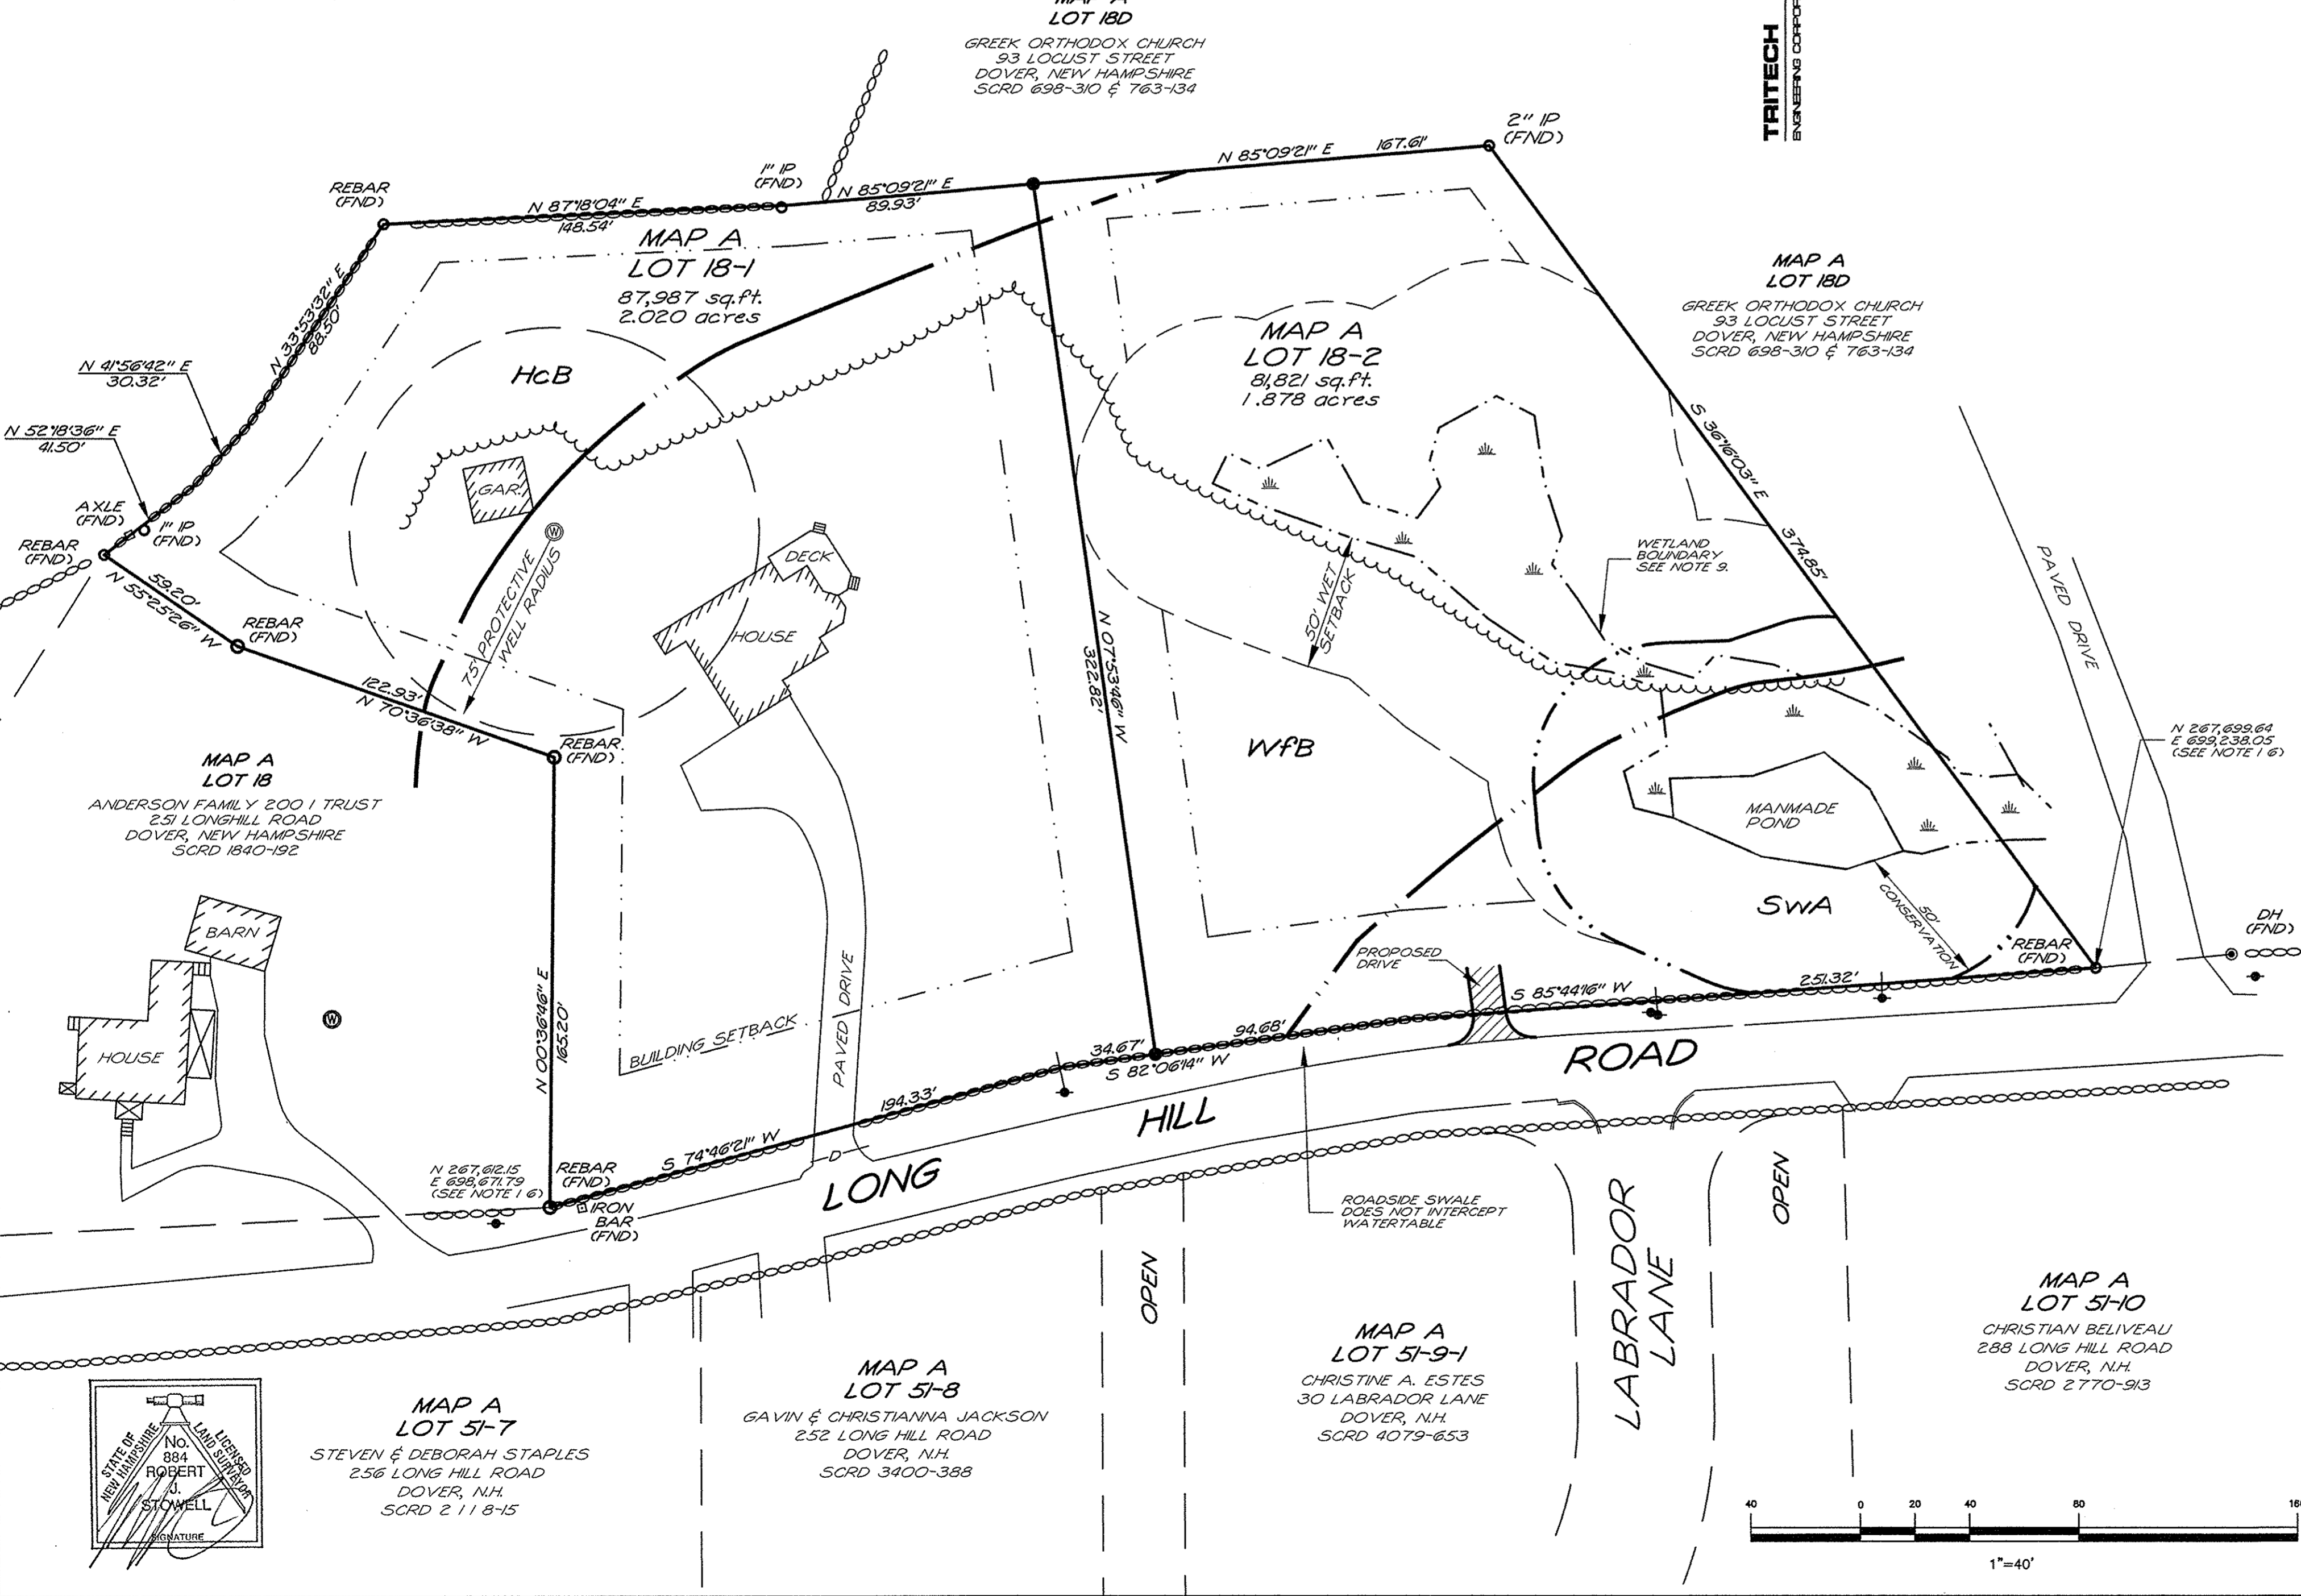 MAP A
LOT 18D
GREEK ORTHODOX CHURCH
93 LOCUST STREET
DOVER, NEW HAMPSHIRE
SCRD 698-310 & 763-134
TRITECH
2" IP
(FND)
N 85°09'21" E
167.61'
1" IP
(FND)
REBAR
(FND)
N 87°18'04" E
148.54'
N 85°09'21" E
89.93'
MAP A
LOT 18-1
87,987 sq.ft.
2.020 acres
N 33°53'32" E
88.50'
MAP A
LOT 18D
GREEK ORTHODOX CHURCH
93 LOCUST STREET
DOVER, NEW HAMPSHIRE
SCRD 698-310 & 763-134
MAP A
LOT 18-2
81,821 sq.ft.
1.878 acres
N 41°56'42" E
30.32'
HcB
N 52°18'36" E
41.50'
S 36°16'03" E
374.85'
GAR.
AXLE
(FND)
1" IP
(FND)
REBAR
(FND)
75' PROTECTIVE
WELL RADIUS
W
DECK
HOUSE
50' WET
SETBACK
WETLAND
BOUNDARY
SEE NOTE 9.
PAVED DRIVE
59.20'
N 55°25'26" W
REBAR
(FND)
N 07°53'46" W
322.82'
122.93'
N 70°36'38" W
REBAR
(FND)
WfB
N 267,699.64
E 699,238.05
(SEE NOTE 1 6)
MAP A
LOT 18
ANDERSON FAMILY 200 1 TRUST
251 LONGHILL ROAD
DOVER, NEW HAMPSHIRE
SCRD 1840-192
MANMADE
POND
SWA
50'
CONSERVATION
REBAR
(FND)
DH
(FND)
BARN
HOUSE
W
N 00°36'46" E
165.20'
PAVED DRIVE
BUILDING SETBACK
PROPOSED
DRIVE
S 85°44'16" W
251.32'
94.68'
34.67'
S 82°06'14" W
194.33'
S 74°46'21" W
D
LONG HILL ROAD
N 267,612.15
E 698,671.79
(SEE NOTE 1 6)
REBAR
(FND)
IRON
BAR
(FND)
ROADSIDE SWALE
DOES NOT INTERCEPT
WATERTABLE
OPEN
LABRADOR
LANE
OPEN
MAP A
LOT 51-10
CHRISTIAN BELIVEAU
288 LONG HILL ROAD
DOVER, N.H.
SCRD 2770-913
MAP A
LOT 51-9-1
CHRISTINE A. ESTES
30 LABRADOR LANE
DOVER, N.H.
SCRD 4079-653
MAP A
LOT 51-8
GAVIN & CHRISTIANNA JACKSON
252 LONG HILL ROAD
DOVER, N.H.
SCRD 3400-388
MAP A
LOT 51-7
STEVEN & DEBORAH STAPLES
256 LONG HILL ROAD
DOVER, N.H.
SCRD 2 1 1 8-15
STATE OF
NEW HAMPSHIRE
LICENSED
LAND SURVEYOR
No.
884
ROBERT
J.
STOWELL
SIGNATURE
40 0 20 40 80
1"=40'